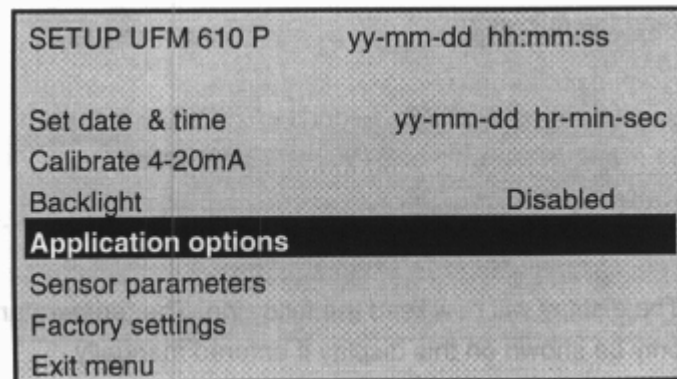 SETUP UFM 610 P yy-mm-dd hh:mm:ss
Set date & time yy-mm-dd hr-min-sec
Calibrate 4-20mA
Backlight Disabled
Application options
Sensor parameters
Factory settings
Exit menu